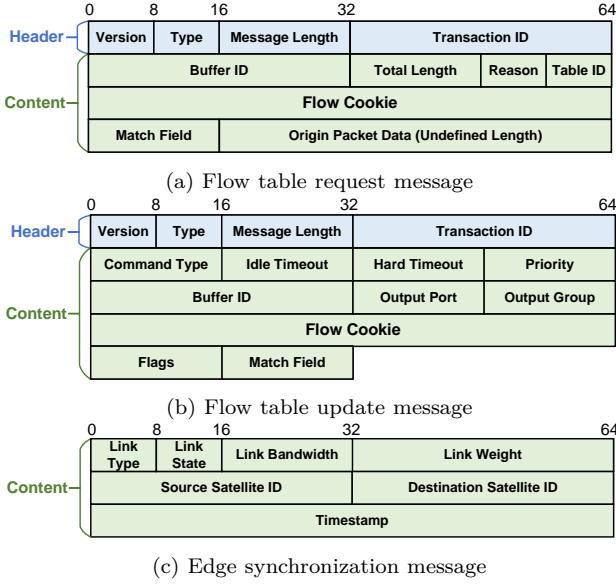 0 8 16 32 64
Header Version Type Message Length Transaction ID
Buffer ID Total Length Reason Table ID
Content Flow Cookie
Match Field Origin Packet Data (Undefined Length)
(a) Flow table request message
0 8 16 32 64
Header Version Type Message Length Transaction ID
Command Type Idle Timeout Hard Timeout Priority
Buffer ID Output Port Output Group
Content Flow Cookie
Flags Match Field
(b) Flow table update message
0 8 16 32 64
Link Type Link State Link Bandwidth Link Weight
Content Source Satellite ID Destination Satellite ID
Timestamp
(c) Edge synchronization message